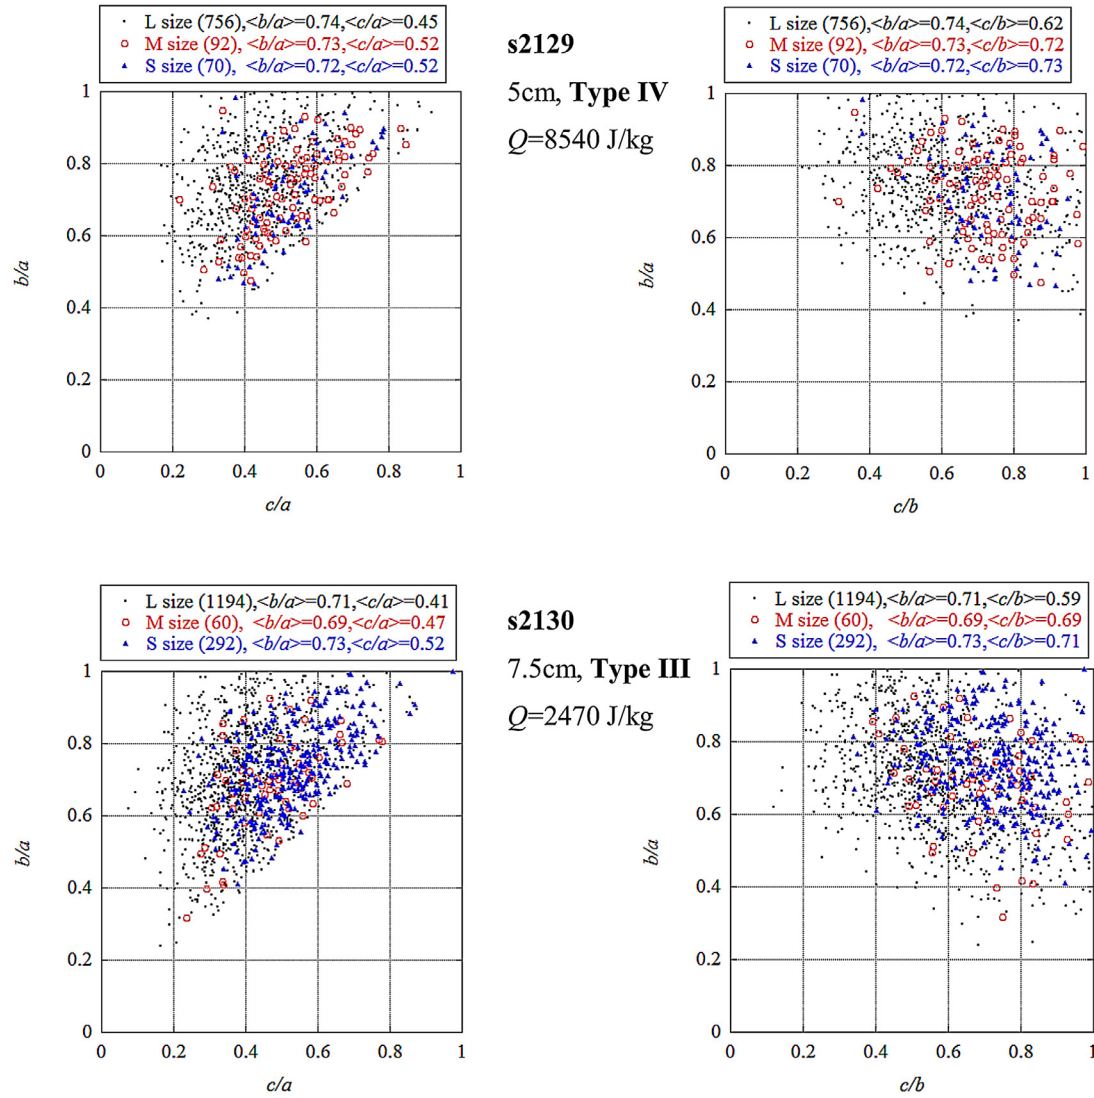 L size (756),<b/a>=0.74,<c/a>=0.45
M size (92), <b/a>=0.73,<c/a>=0.52
S size (70), <b/a>=0.72,<c/a>=0.52
s2129
5cm, Type IV
Q=8540 J/kg
L size (756),<b/a>=0.74,<c/b>=0.62
M size (92), <b/a>=0.73,<c/b>=0.72
S size (70), <b/a>=0.72,<c/b>=0.73
1
0.8
0.6
0.4
0.2
0
b/a
0 0.2 0.4 0.6 0.8 1
c/a
1
0.8
0.6
0.4
0.2
0
b/a
0 0.2 0.4 0.6 0.8 1
c/b
L size (1194),<b/a>=0.71,<c/a>=0.41
M size (60), <b/a>=0.69,<c/a>=0.47
S size (292), <b/a>=0.73,<c/a>=0.52
s2130
7.5cm, Type III
Q=2470 J/kg
L size (1194),<b/a>=0.71,<c/b>=0.59
M size (60), <b/a>=0.69,<c/b>=0.69
S size (292), <b/a>=0.73,<c/b>=0.71
1
0.8
0.6
0.4
0.2
0
b/a
0 0.2 0.4 0.6 0.8 1
c/a
1
0.8
0.6
0.4
0.2
0
b/a
0 0.2 0.4 0.6 0.8 1
c/b